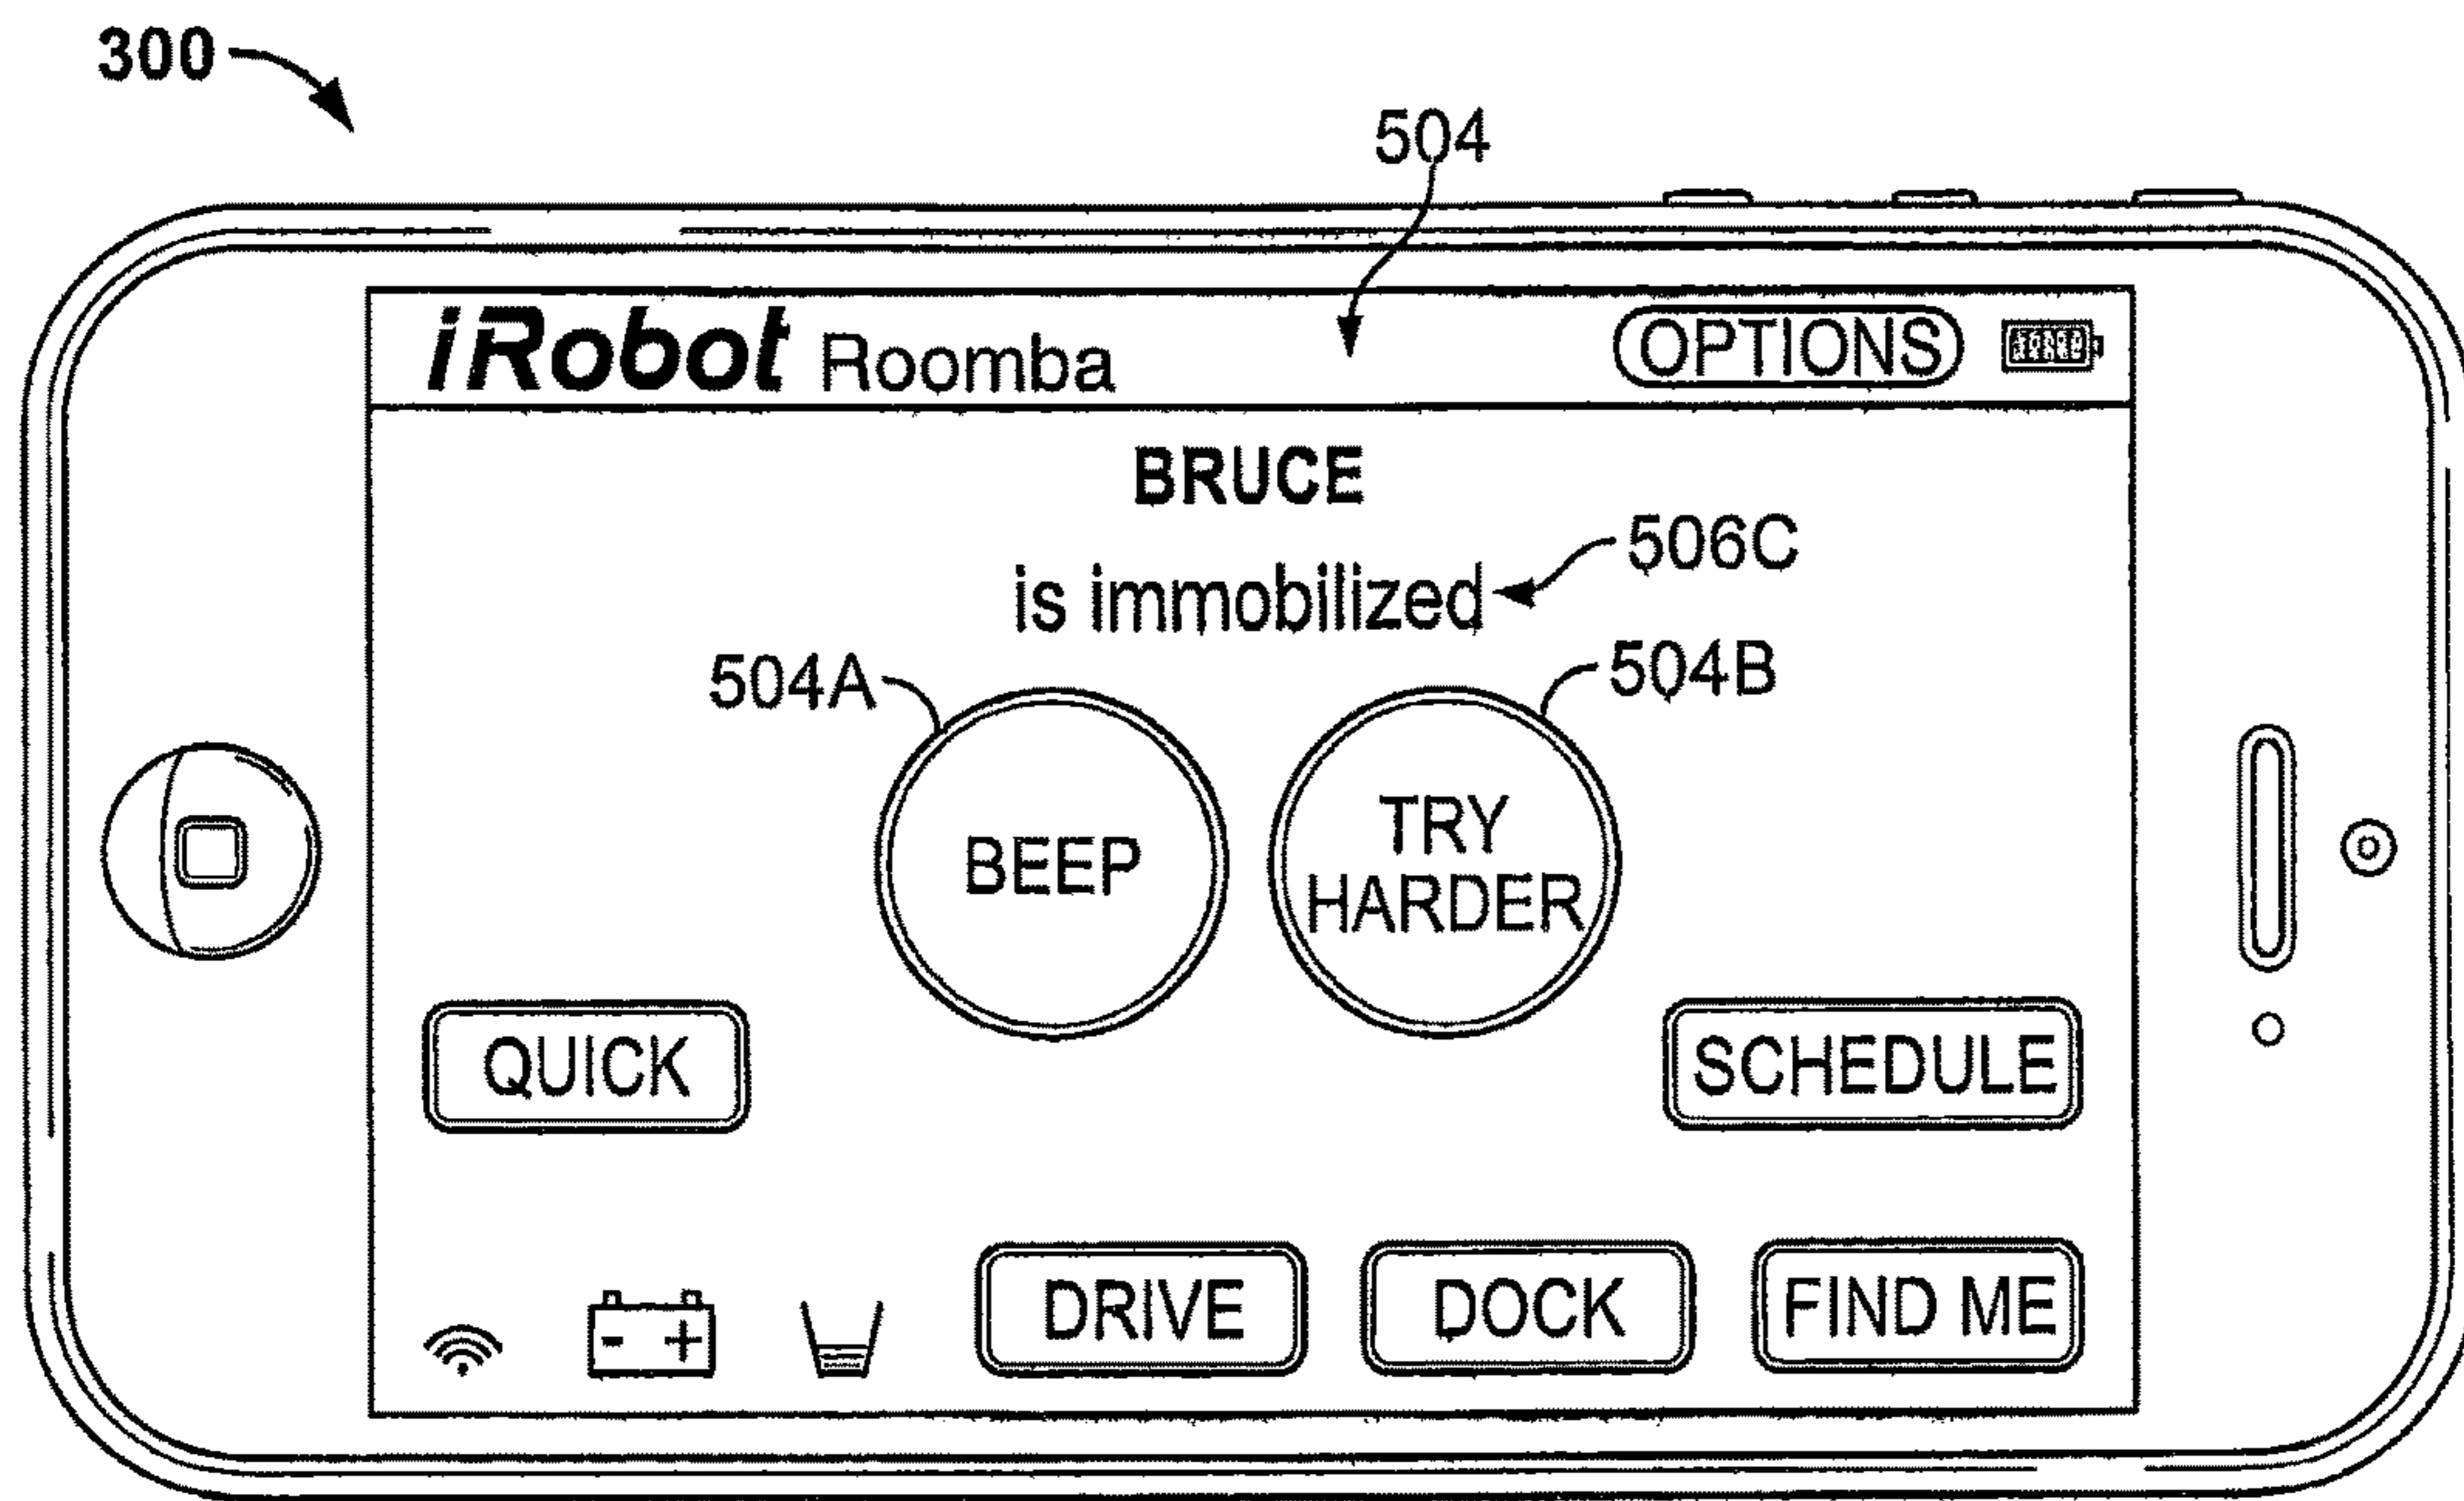 300
504
iRobot Roomba
OPTIONS
BRUCE
is immobilized
506C
504A
504B
BEEP
TRY
HARDER
QUICK
SCHEDULE
DRIVE
DOCK
FIND ME